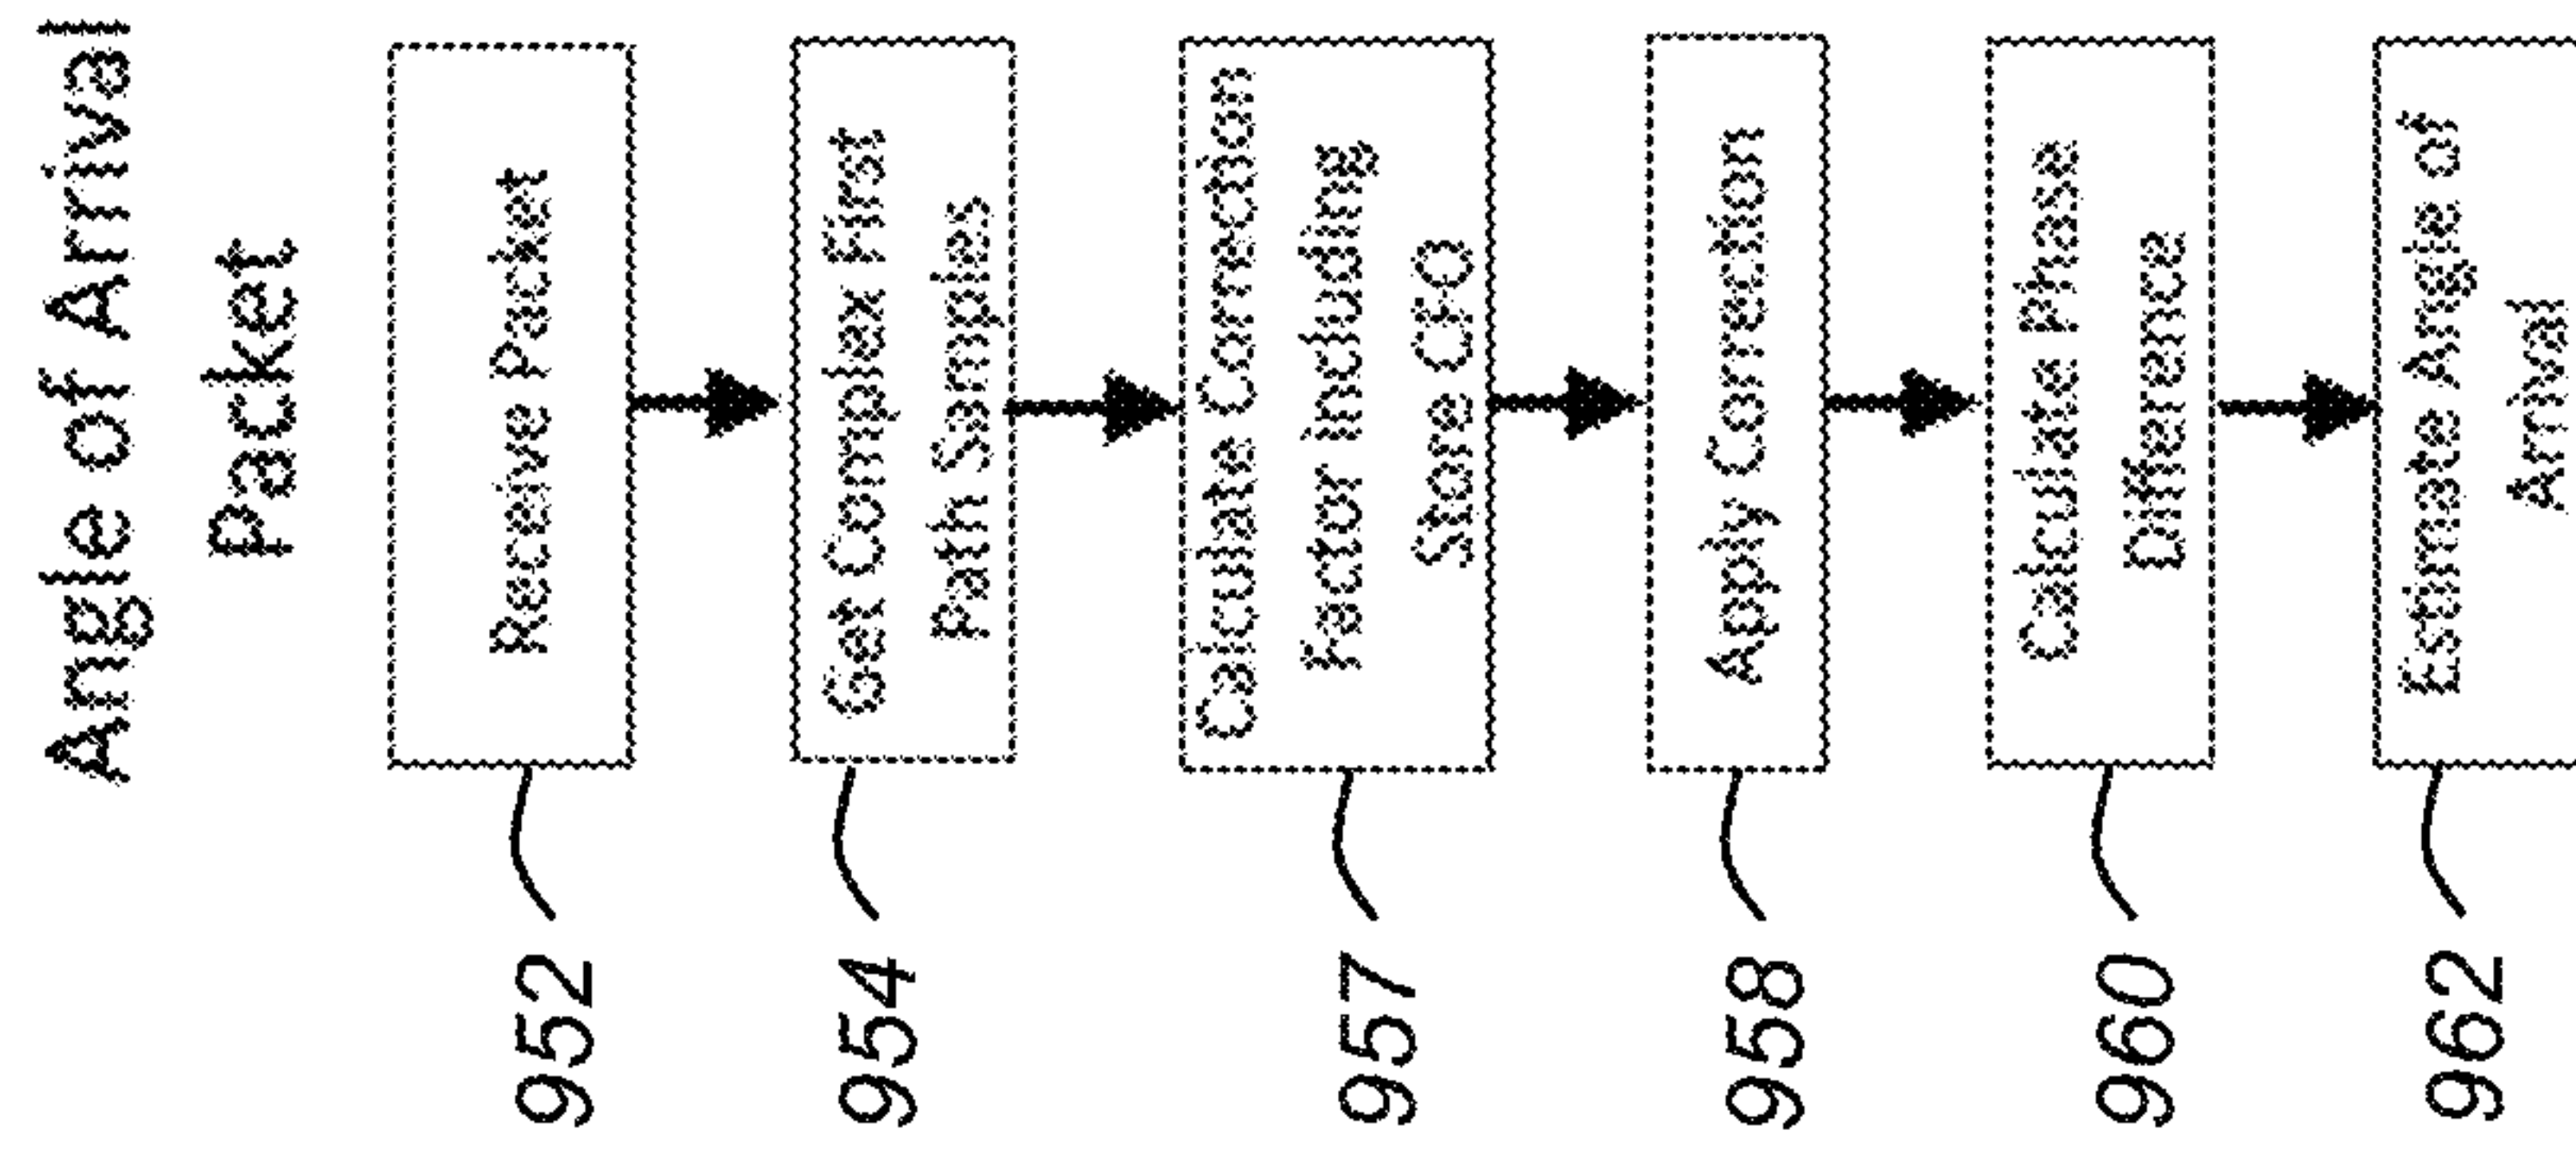 Angle of Arrival
Packet
952
Receive Packet
954
Get Complex First
Path Samples
957
Calculate Correction
Factor including
Store CFO
958
Apply Correction
960
Calculate Phase
Difference
962
Estimate Angle of
Arrival